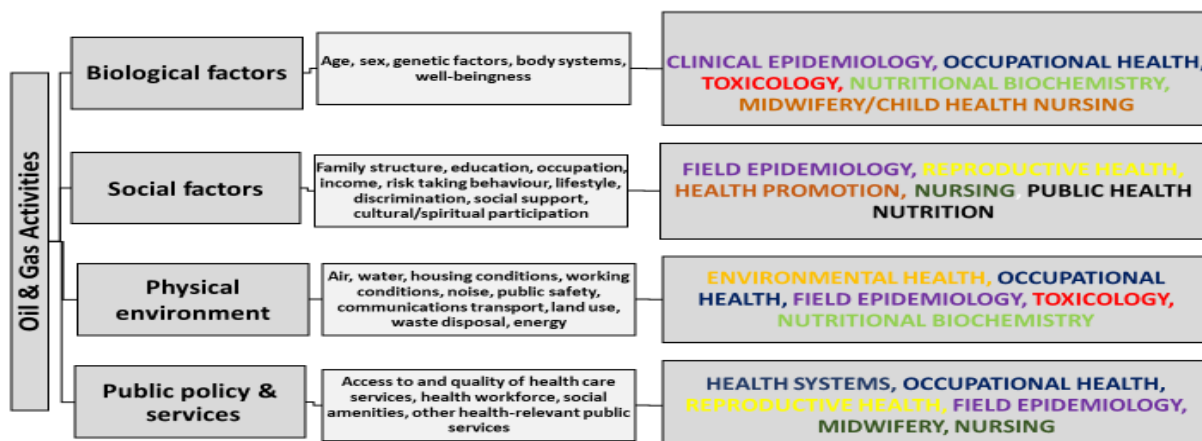 Oil & Gas Activities
Biological factors
Age, sex, genetic factors, body systems,
well-beingness
CLINICAL EPIDEMIOLOGY, OCCUPATIONAL HEALTH,
TOXICOLOGY, NUTRITIONAL BIOCHEMISTRY,
MIDWIFERY/CHILD HEALTH NURSING
Social factors
Family structure, education, occupation,
income, risk taking behaviour, lifestyle,
discrimination, social support,
cultural/spiritual participation
FIELD EPIDEMIOLOGY, REPRODUCTIVE HEALTH,
HEALTH PROMOTION, NURSING, PUBLIC HEALTH
NUTRITION
Physical
environment
Air, water, housing conditions, working
conditions, noise, public safety,
communications transport, land use,
waste disposal, energy
ENVIRONMENTAL HEALTH, OCCUPATIONAL
HEALTH, FIELD EPIDEMIOLOGY, TOXICOLOGY,
NUTRITIONAL BIOCHEMISTRY
Public policy &
services
Access to and quality of health care
services, health workforce, social
amenities, other health-relevant public
services
HEALTH SYSTEMS, OCCUPATIONAL HEALTH,
REPRODUCTIVE HEALTH, FIELD EPIDEMIOLOGY,
MIDWIFERY, NURSING